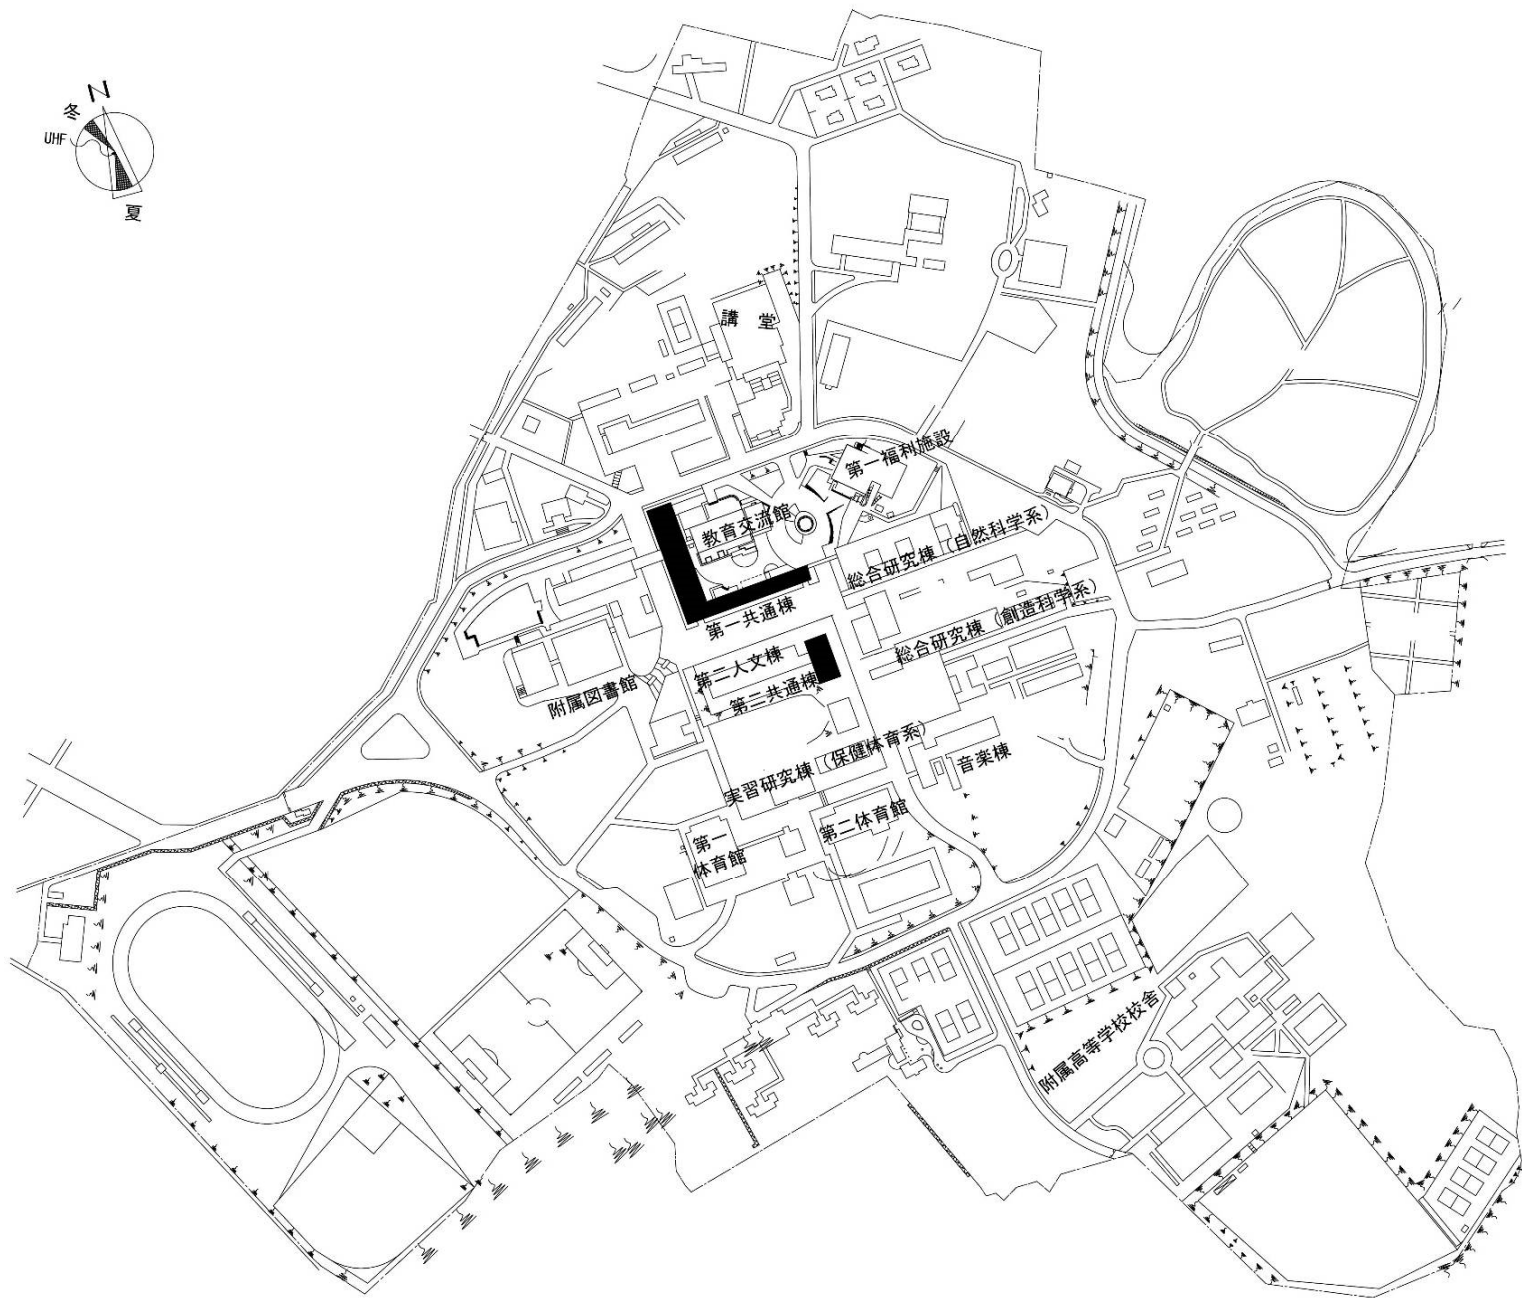 N
冬
UHF
夏
講 堂
第一福利施設
教育交流館
総合研究棟（自然科学系）
第一共通棟
総合研究棟（創造科学系）
第二人文棟
附属図書館
第二共通棟
実習研究棟（保健体育系）
音楽棟
第一
体育館
第二体育館
附属高等学校校舎